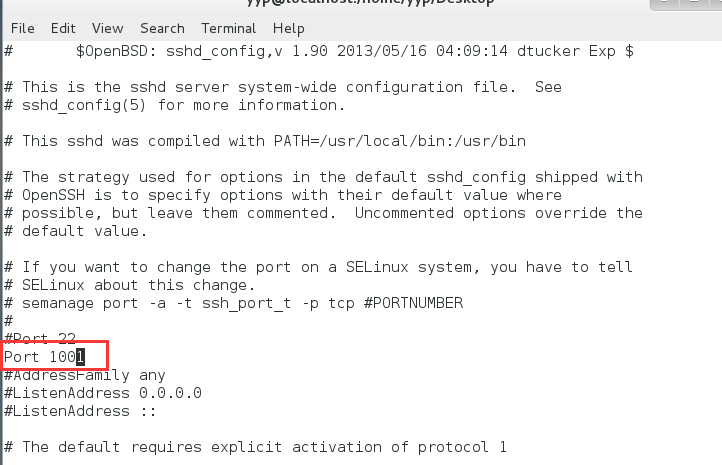 yyp@localhost:/home/yyp/Desktop
File Edit View Search Terminal Help
# $OpenBSD: sshd_config,v 1.90 2013/05/16 04:09:14 dtucker Exp $
# This is the sshd server system-wide configuration file. See
# sshd_config(5) for more information.
# This sshd was compiled with PATH=/usr/local/bin:/usr/bin
# The strategy used for options in the default sshd_config shipped with
# OpenSSH is to specify options with their default value where
# possible, but leave them commented. Uncommented options override the
# default value.
# If you want to change the port on a SELinux system, you have to tell
# SELinux about this change.
# semanage port -a -t ssh_port_t -p tcp #PORTNUMBER
#
#Port 22
Port 1001
#AddressFamily any
#ListenAddress 0.0.0.0
#ListenAddress ::
# The default requires explicit activation of protocol 1